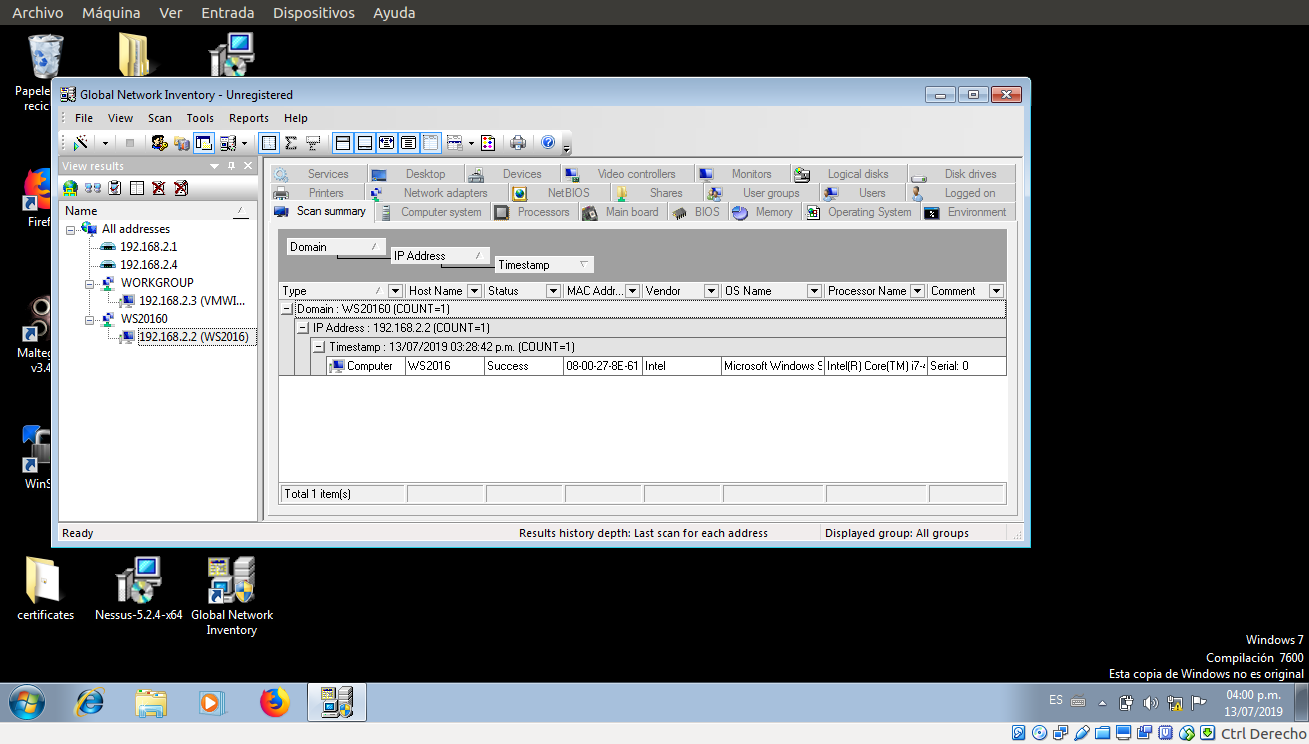 Archivo Máquina Ver Entrada Dispositivos Ayuda
Papele
recic
Global Network Inventory - Unregistered
File View Scan Tools Reports Help
View results
Name
All addresses
192.168.2.1
192.168.2.4
WORKGROUP
192.168.2.3 (VMWI...
WS20160
192.168.2.2 (WS2016)
Services Desktop Devices Video controllers Monitors Logical disks Disk drives
Printers Network adapters NetBIOS Shares User groups Users Logged on
Scan summary Computer system Processors Main board BIOS Memory Operating System Environment
Domain
IP Address
Timestamp
Type Host Name Status MAC Addr... Vendor OS Name Processor Name Comment
Domain : WS20160 (COUNT=1)
IP Address : 192.168.2.2 (COUNT=1)
Timestamp : 13/07/2019 03:28:42 p.m. (COUNT=1)
Computer WS2016 Success 08-00-27-8E-61 Intel Microsoft Windows S Intel(R) Core(TM) i7-4 Serial: 0
Total 1 item(s)
Ready Results history depth: Last scan for each address Displayed group: All groups
Firef
Malteg
v3.4
WinS
certificates
Nessus-5.2.4-x64
Global Network
Inventory
Windows 7
Compilación 7600
Esta copia de Windows no es original
ES
04:00 p.m.
13/07/2019
Ctrl Derecho